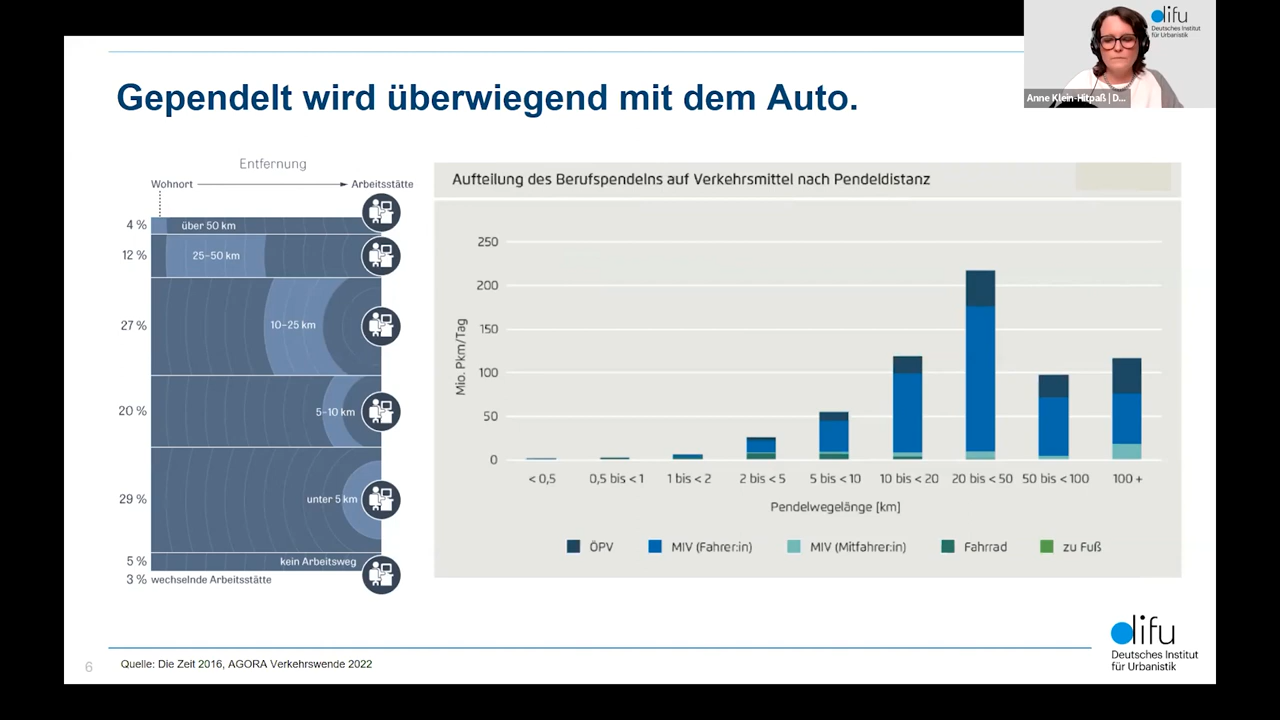 difu
Deutsches Institut
für Urbanistik
Anne Klein-Hitpaß | D...
Gependelt wird überwiegend mit dem Auto.
Entfernung
Wohnort
Arbeitsstätte
4 % über 50 km
12 % 25–50 km
27 % 10–25 km
20 % 5–10 km
29 % unter 5 km
5 % kein Arbeitsweg
3 % wechselnde Arbeitsstätte
Aufteilung des Berufspendelns auf Verkehrsmittel nach Pendeldistanz
Mio. Pkm/Tag
250
200
150
100
50
0
< 0,5 0,5 bis < 1 1 bis < 2 2 bis < 5 5 bis < 10 10 bis < 20 20 bis < 50 50 bis < 100 100 +
Pendelwegelänge [km]
ÖPV MIV (Fahrer:in) MIV (Mitfahrer:in) Fahrrad zu Fuß
difu
Deutsches Institut
für Urbanistik
6 Quelle: Die Zeit 2016, AGORA Verkehrswende 2022